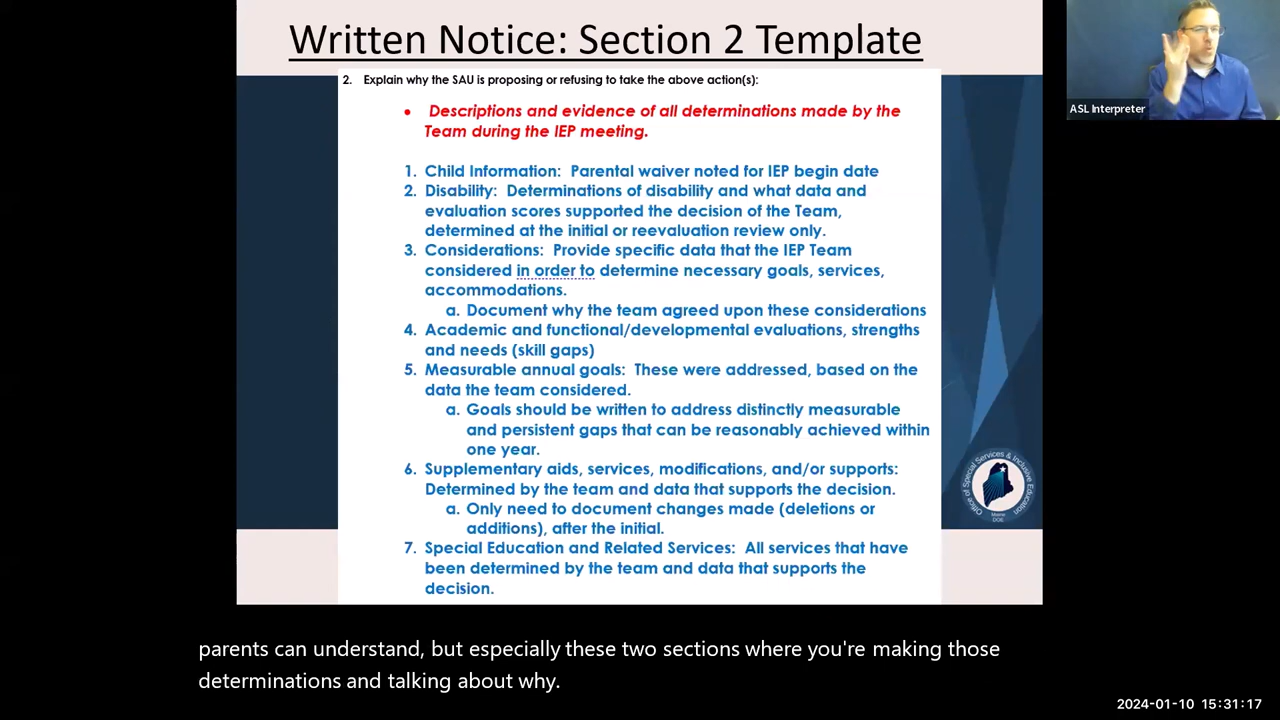 Written Notice: Section 2 Template
2. Explain why the SAU is proposing or refusing to take the above action(s):
• Descriptions and evidence of all determinations made by the
Team during the IEP meeting.
1. Child Information: Parental waiver noted for IEP begin date
2. Disability: Determinations of disability and what data and
evaluation scores supported the decision of the Team,
determined at the initial or reevaluation review only.
3. Considerations: Provide specific data that the IEP Team
considered in order to determine necessary goals, services,
accommodations.
a. Document why the team agreed upon these considerations
4. Academic and functional/developmental evaluations, strengths
and needs (skill gaps)
5. Measurable annual goals: These were addressed, based on the
data the team considered.
a. Goals should be written to address distinctly measurable
and persistent gaps that can be reasonably achieved within
one year.
6. Supplementary aids, services, modifications, and/or supports:
Determined by the team and data that supports the decision.
a. Only need to document changes made (deletions or
additions), after the initial.
7. Special Education and Related Services: All services that have
been determined by the team and data that supports the
decision.
ASL Interpreter
Office of Special Services & Inclusive Education
Maine
DOE
parents can understand, but especially these two sections where you're making those
determinations and talking about why.
2024-01-10 15:31:17